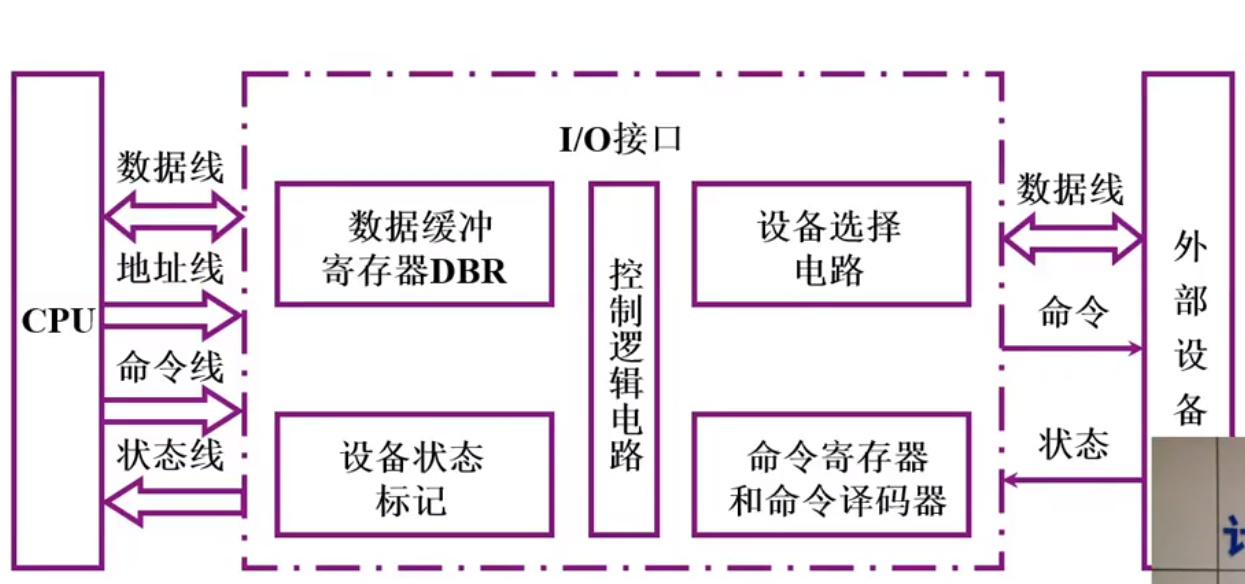 I/O接口
数据线
地址线
命令线
状态线
CPU
数据缓冲
寄存器DBR
设备状态
标记
控制逻辑电路
设备选择
电路
命令寄存器
和命令译码器
数据线
命令
状态
外部设备